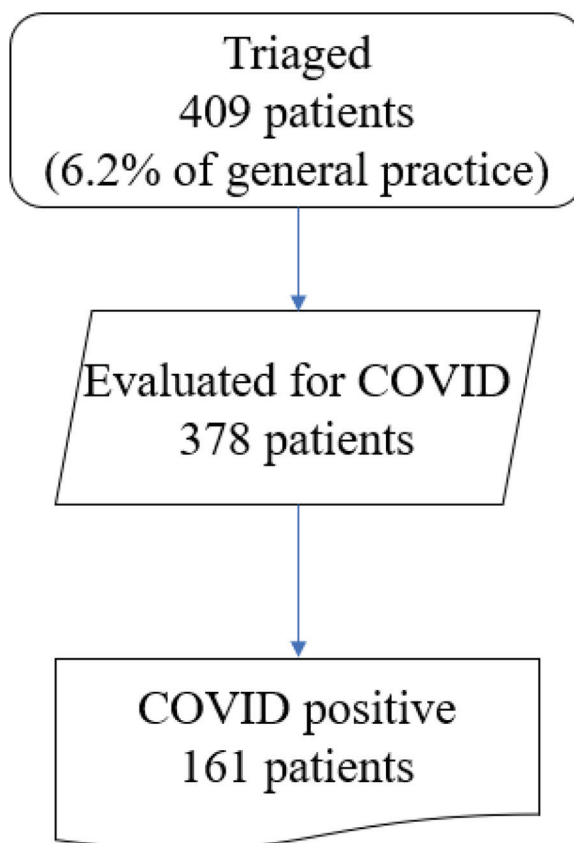 Triaged
409 patients
(6.2% of general practice)
Evaluated for COVID
378 patients
COVID positive
161 patients